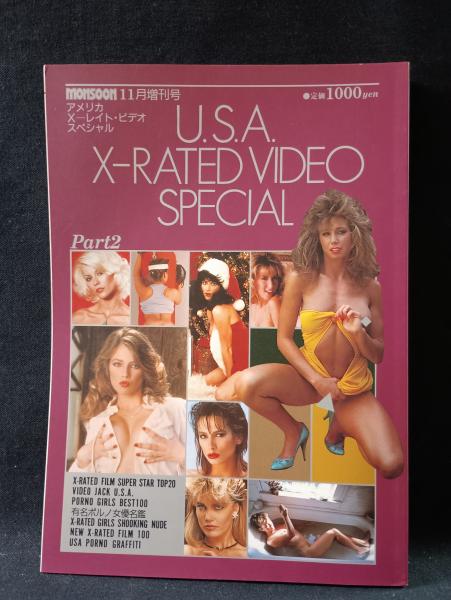 MONSOON 11月増刊号
●定価1000yen
アメリカ
X-レイト・ビデオ
スペシャル
U.S.A.
X-RATED VIDEO
SPECIAL
Part2
X-RATED FILM SUPER STAR TOP20
VIDEO JACK U.S.A.
PORNO GIRLS BEST100
有名ポルノ女優名鑑
X-RATED GIRLS SHOOKING NUDE
NEW X-RATED FILM 100
USA PORNO GRAFFITI